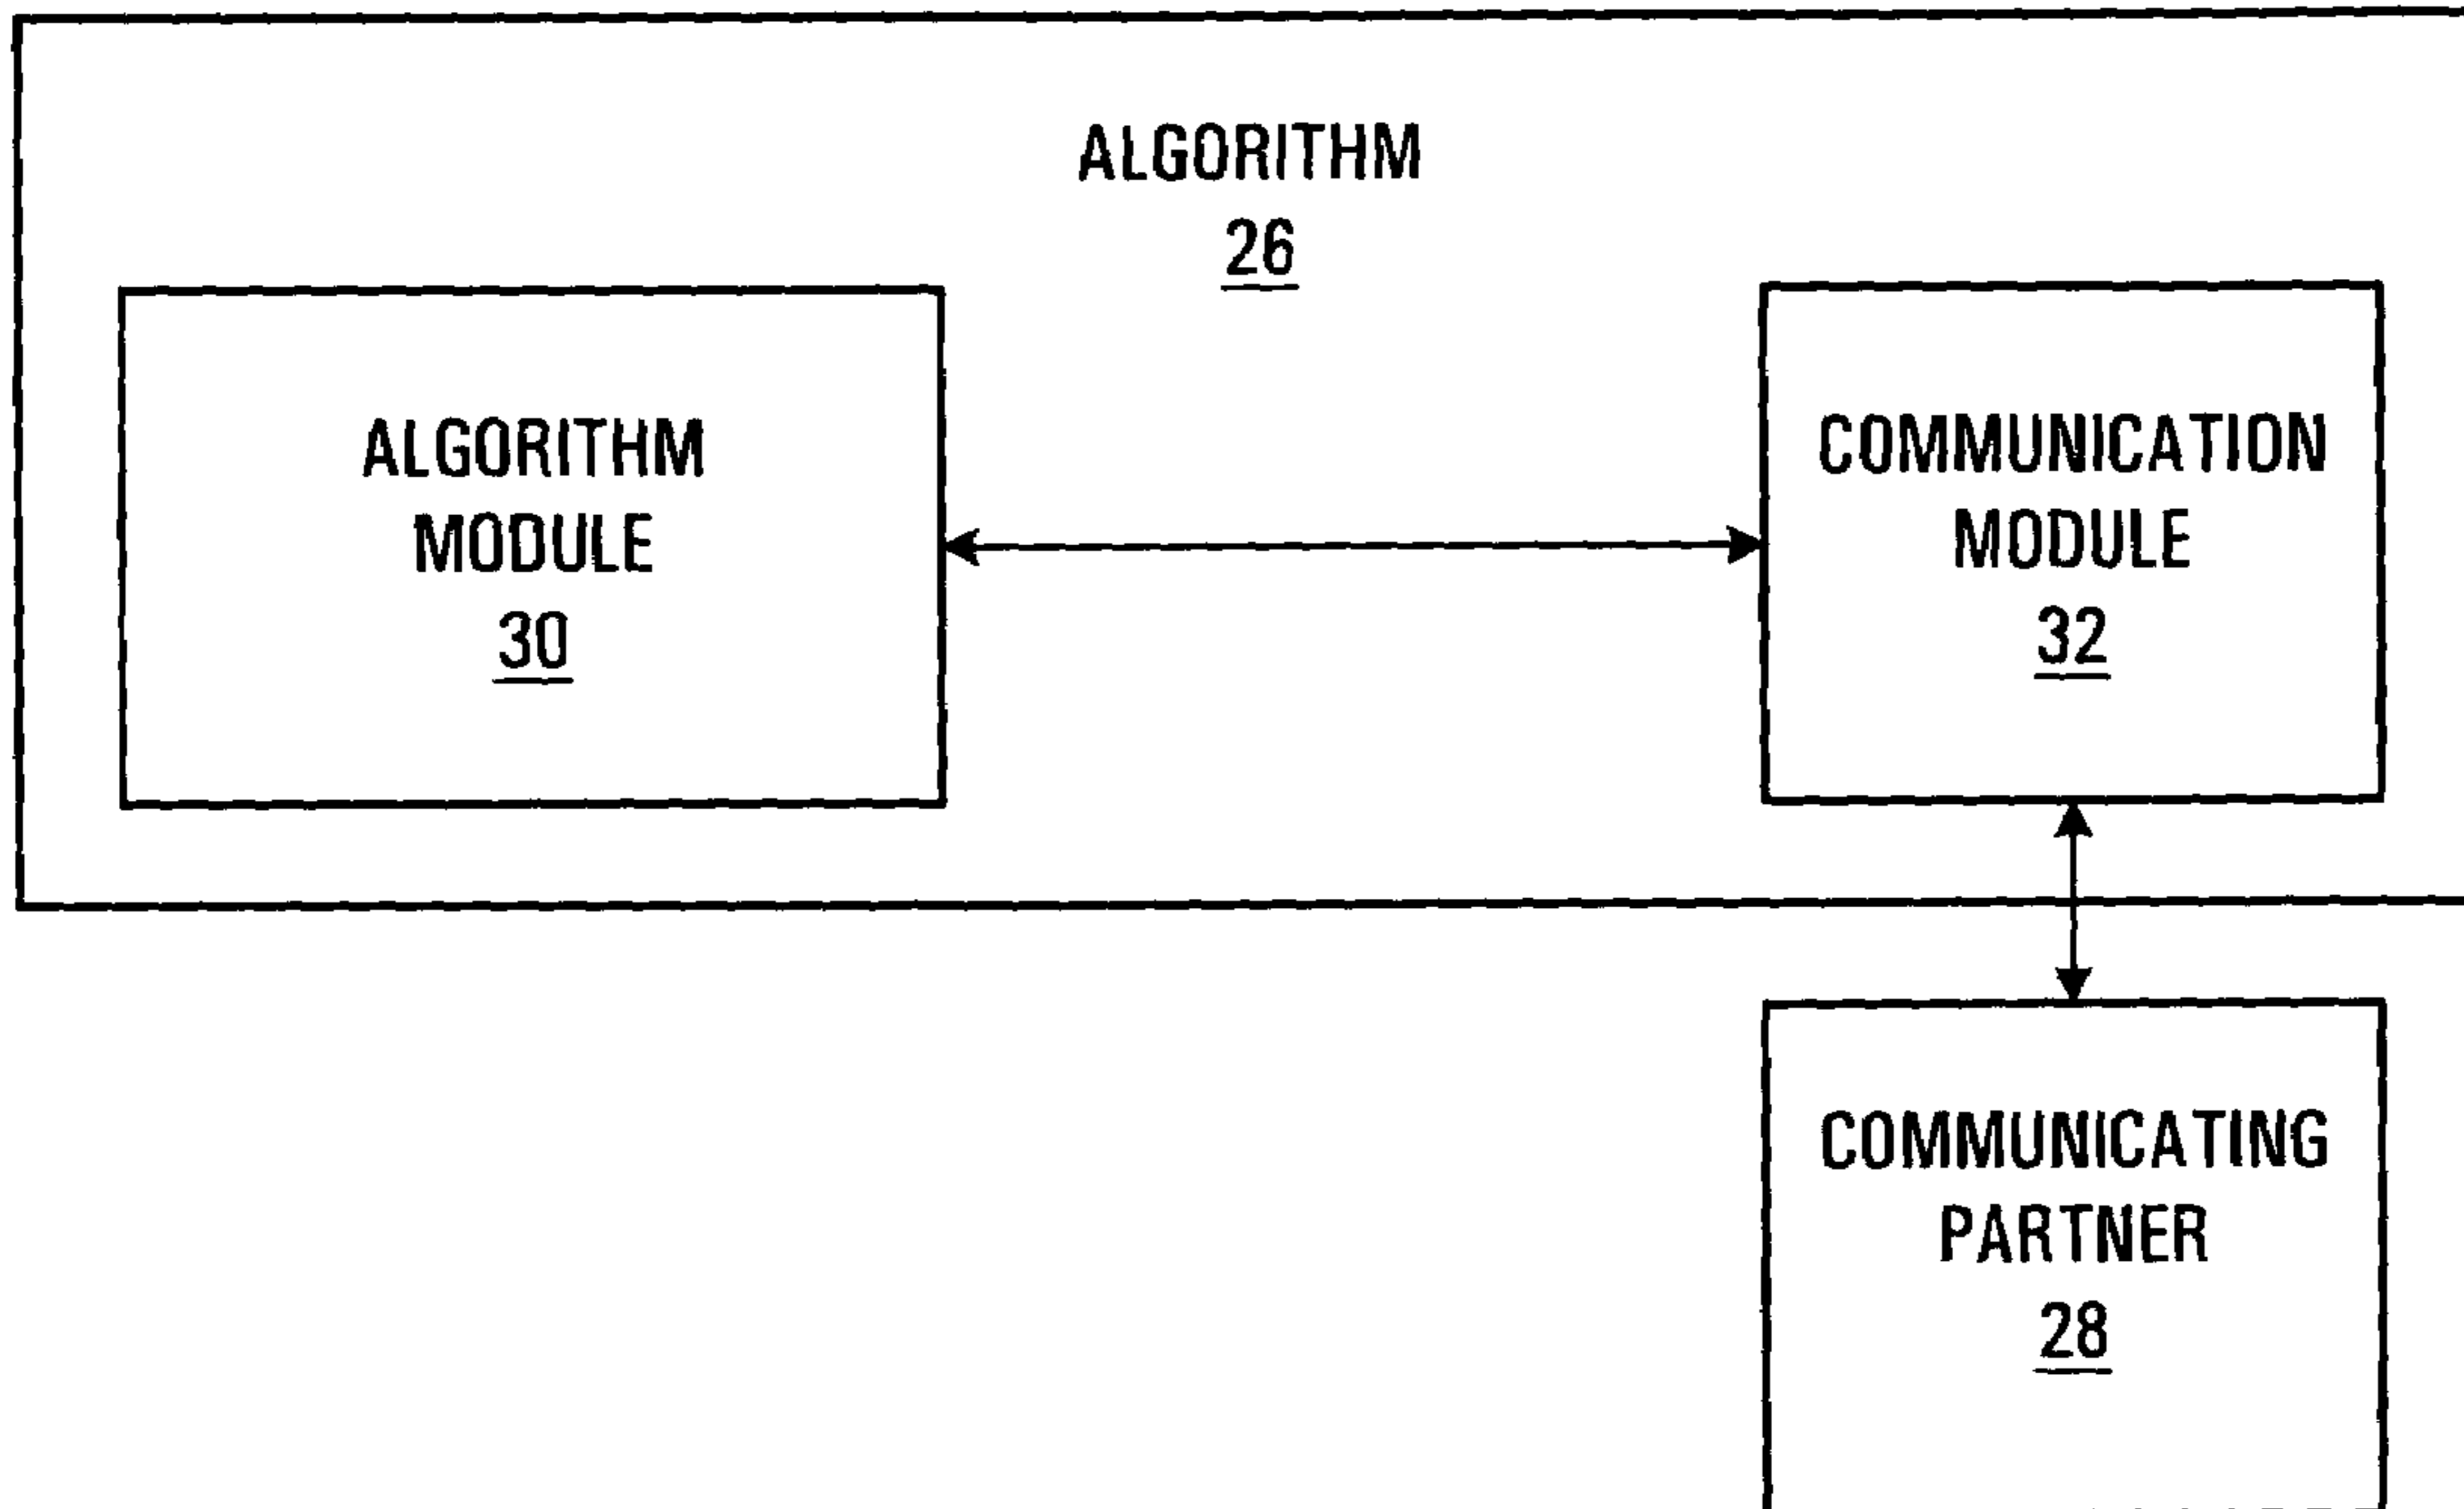 ALGORITHM
26
ALGORITHM
MODULE
30
COMMUNICATION
MODULE
32
COMMUNICATING
PARTNER
28